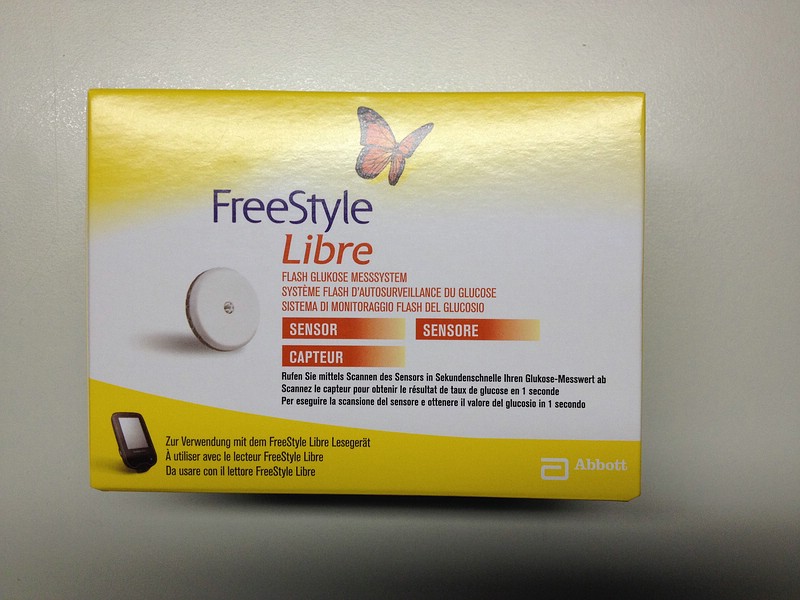 FreeStyle
Libre
FLASH GLUKOSE MESSSYSTEM
SYSTÈME FLASH D'AUTOSURVEILLANCE DU GLUCOSE
SISTEMA DI MONITORAGGIO FLASH DEL GLUCOSIO
SENSOR SENSORE
CAPTEUR
Rufen Sie mittels Scannen des Sensors in Sekundenschnelle Ihren Glukose-Messwert ab
Scannez le capteur pour obtenir le résultat de taux de glucose en 1 seconde
Per eseguire la scansione del sensore e ottenere il valore del glucosio in 1 secondo
Zur Verwendung mit dem FreeStyle Libre Lesegerät
À utiliser avec le lecteur FreeStyle Libre
Da usare con il lettore FreeStyle Libre
Abbott